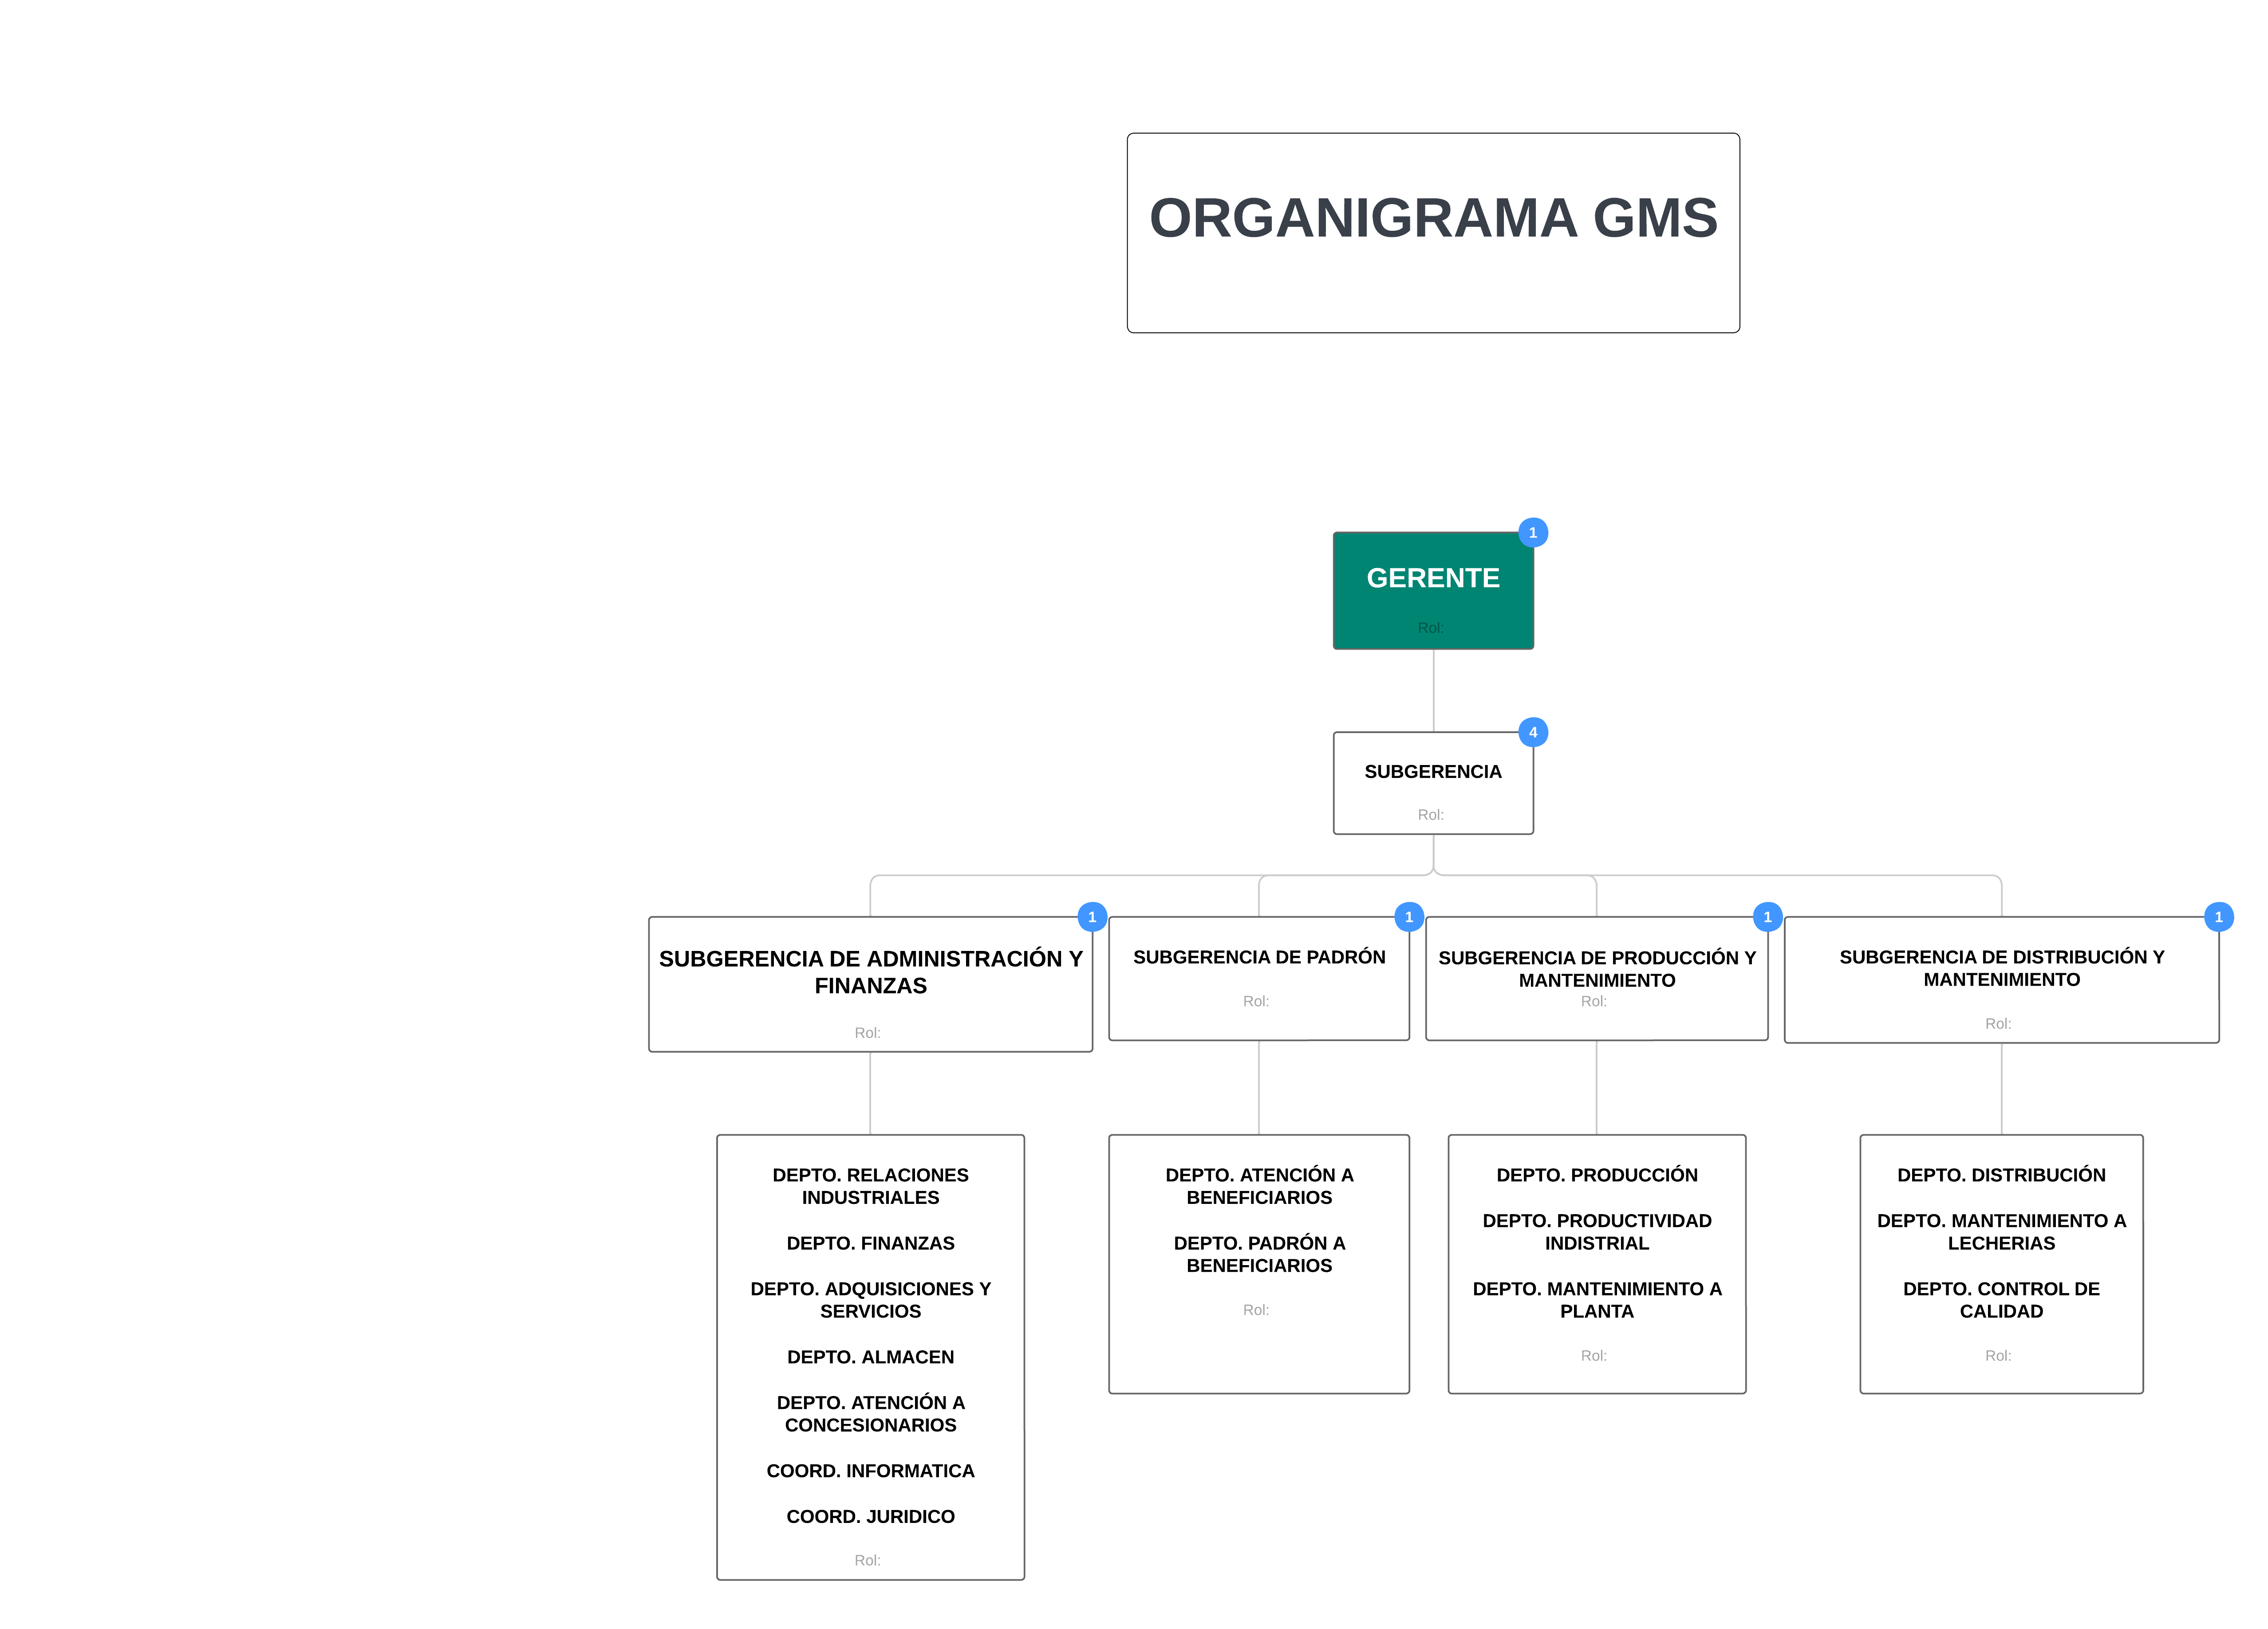 ORGANIGRAMA GMS
1
GERENTE
Rol:
4
SUBGERENCIA
Rol:
1
SUBGERENCIA DE ADMINISTRACIÓN Y
FINANZAS
Rol:
1
SUBGERENCIA DE PADRÓN
Rol:
1
SUBGERENCIA DE PRODUCCIÓN Y
MANTENIMIENTO
Rol:
1
SUBGERENCIA DE DISTRIBUCIÓN Y
MANTENIMIENTO
Rol:
DEPTO. RELACIONES
INDUSTRIALES
DEPTO. FINANZAS
DEPTO. ADQUISICIONES Y
SERVICIOS
DEPTO. ALMACEN
DEPTO. ATENCIÓN A
CONCESIONARIOS
COORD. INFORMATICA
COORD. JURIDICO
Rol:
DEPTO. ATENCIÓN A
BENEFICIARIOS
DEPTO. PADRÓN A
BENEFICIARIOS
Rol:
DEPTO. PRODUCCIÓN
DEPTO. PRODUCTIVIDAD
INDISTRIAL
DEPTO. MANTENIMIENTO A
PLANTA
Rol:
DEPTO. DISTRIBUCIÓN
DEPTO. MANTENIMIENTO A
LECHERIAS
DEPTO. CONTROL DE
CALIDAD
Rol: